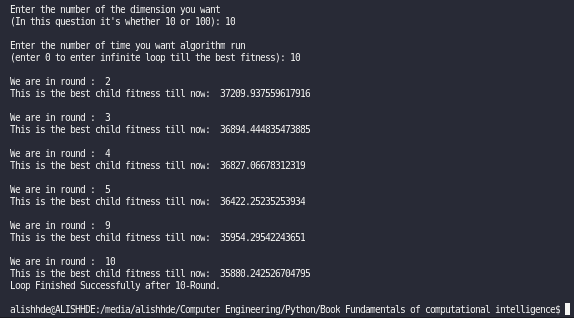 Enter the number of the dimension you want
(In this question it's whether 10 or 100): 10
Enter the number of time you want algorithm run
(enter 0 to enter infinite loop till the best fitness): 10
We are in round :  2
This is the best child fitness till now:  37209.937559617916
We are in round :  3
This is the best child fitness till now:  36894.444835473885
We are in round :  4
This is the best child fitness till now:  36827.06678312319
We are in round :  5
This is the best child fitness till now:  36422.25235253934
We are in round :  9
This is the best child fitness till now:  35954.29542243651
We are in round :  10
This is the best child fitness till now:  35880.242526704795
Loop Finished Successfully after 10-Round.
alishhde@ALISHHDE:/media/alishhde/Computer Engineering/Python/Book Fundamentals of computational intelligence$